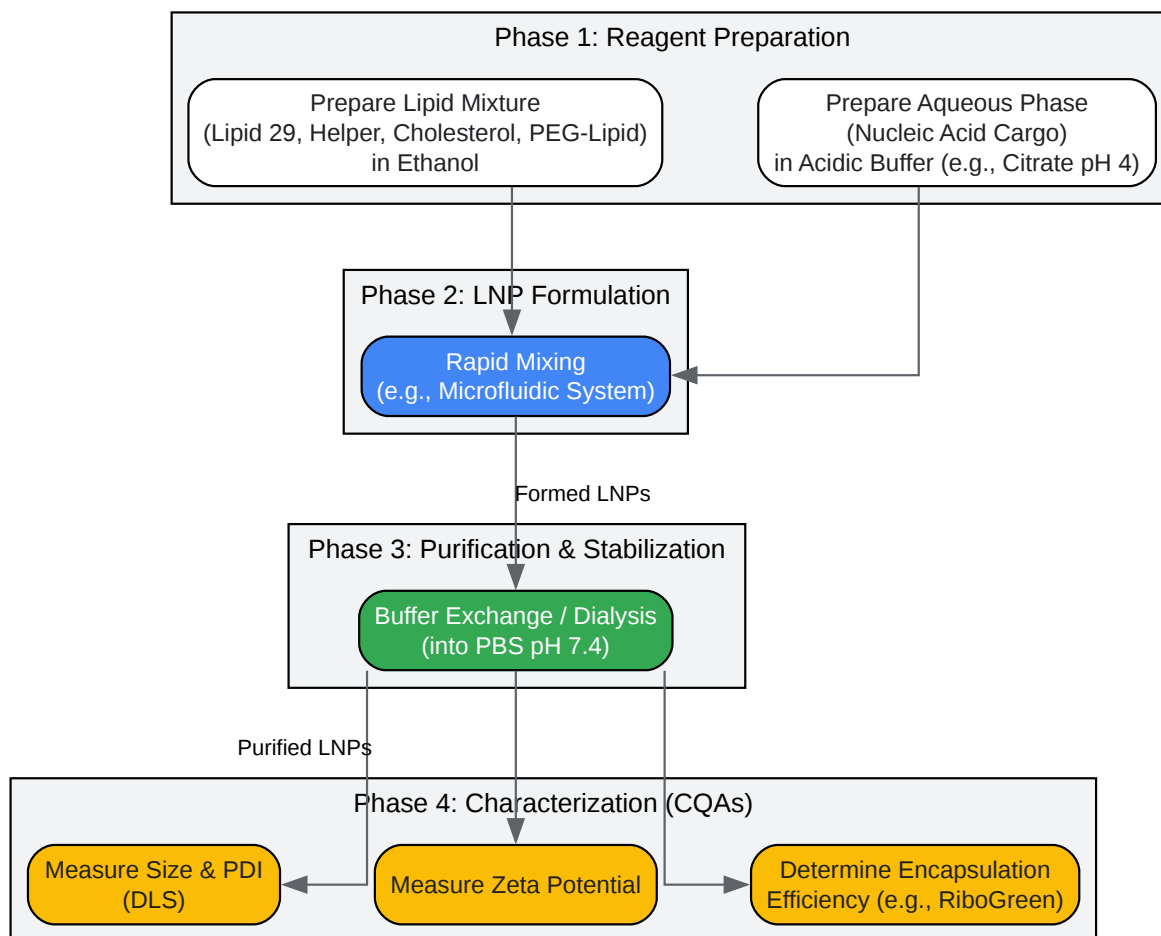 Phase 1: Reagent Preparation
Prepare Lipid Mixture
(Lipid 29, Helper, Cholesterol, PEG-Lipid)
in Ethanol
Prepare Aqueous Phase
(Nucleic Acid Cargo)
in Acidic Buffer (e.g., Citrate pH 4)
Phase 2: LNP Formulation
Rapid Mixing
(e.g., Microfluidic System)
Formed LNPs
Phase 3: Purification & Stabilization
Buffer Exchange / Dialysis
(into PBS pH 7.4)
Purified LNPs
Phase 4: Characterization (CQAs)
Measure Size & PDI
(DLS)
Measure Zeta Potential
Determine Encapsulation
Efficiency (e.g., RiboGreen)